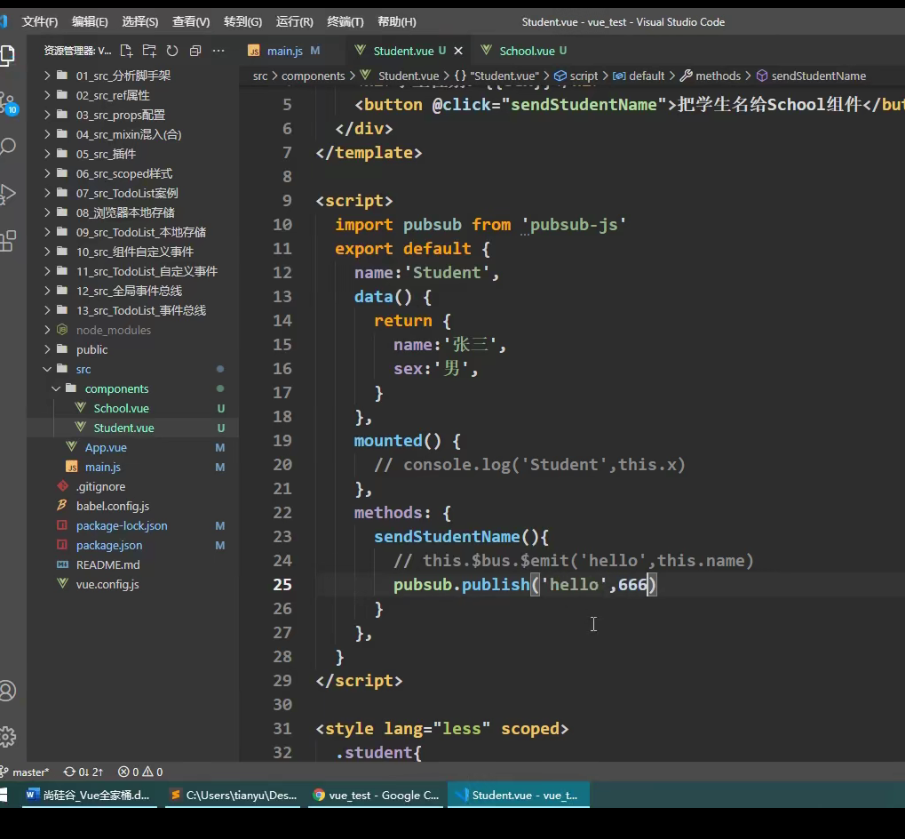 文件(F) 编辑(E) 选择(S) 查看(V) 转到(G) 运行(R) 终端(T) 帮助(H) Student.vue - vue_test - Visual Studio Code
资源管理器: V... ···
main.js M Student.vue U × School.vue U
src > components > Student.vue > {} "Student.vue" > script > default > methods > sendStudentName
01_src_分析脚手架
02_src_ref属性
03_src_props配置
04_src_mixin混入(合)
05_src_插件
06_src_scoped样式
07_src_TodoList案例
08_浏览器本地存储
09_src_TodoList_本地存储
10_src_组件自定义事件
11_src_TodoList_自定义事件
12_src_全局事件总线
13_src_TodoList_事件总线
node_modules
public
src
components
School.vue U
Student.vue U
App.vue M
main.js M
.gitignore
babel.config.js
package-lock.json M
package.json M
README.md
vue.config.js
10
5 <button @click="sendStudentName">把学生名给School组件</but
6 </div>
7 </template>
8
9 <script>
10 import pubsub from 'pubsub-js'
11 export default {
12 name:'Student',
13 data() {
14 return {
15 name:'张三',
16 sex:'男',
17 }
18 },
19 mounted() {
20 // console.log('Student',this.x)
21 },
22 methods: {
23 sendStudentName(){
24 // this.$bus.$emit('hello',this.name)
25 pubsub.publish('hello',666)
26 }
27 },
28 }
29 </script>
30
31 <style lang="less" scoped>
32 .student{
master* 0↓ 2↑ 0 0
尚硅谷_Vue全家桶.d... C:\Users\tianyu\Des... vue_test - Google C... Student.vue - vue_t...